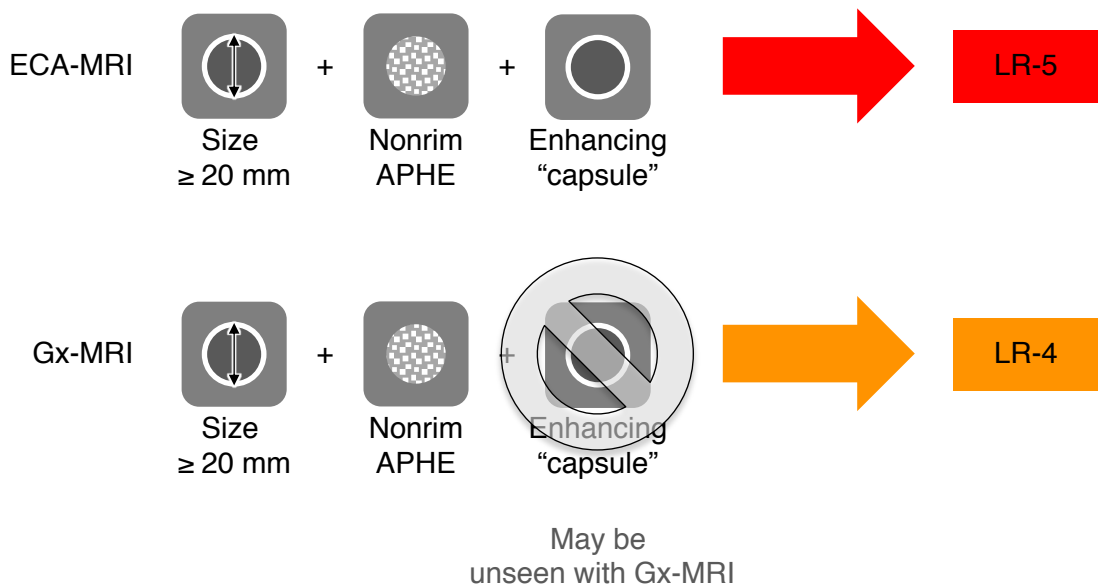 ECA-MRI + + LR-5
Size Nonrim Enhancing
≥ 20 mm APHE “capsule”
Gx-MRI + + LR-4
Size Nonrim Enhancing
≥ 20 mm APHE “capsule”
May be
unseen with Gx-MRI